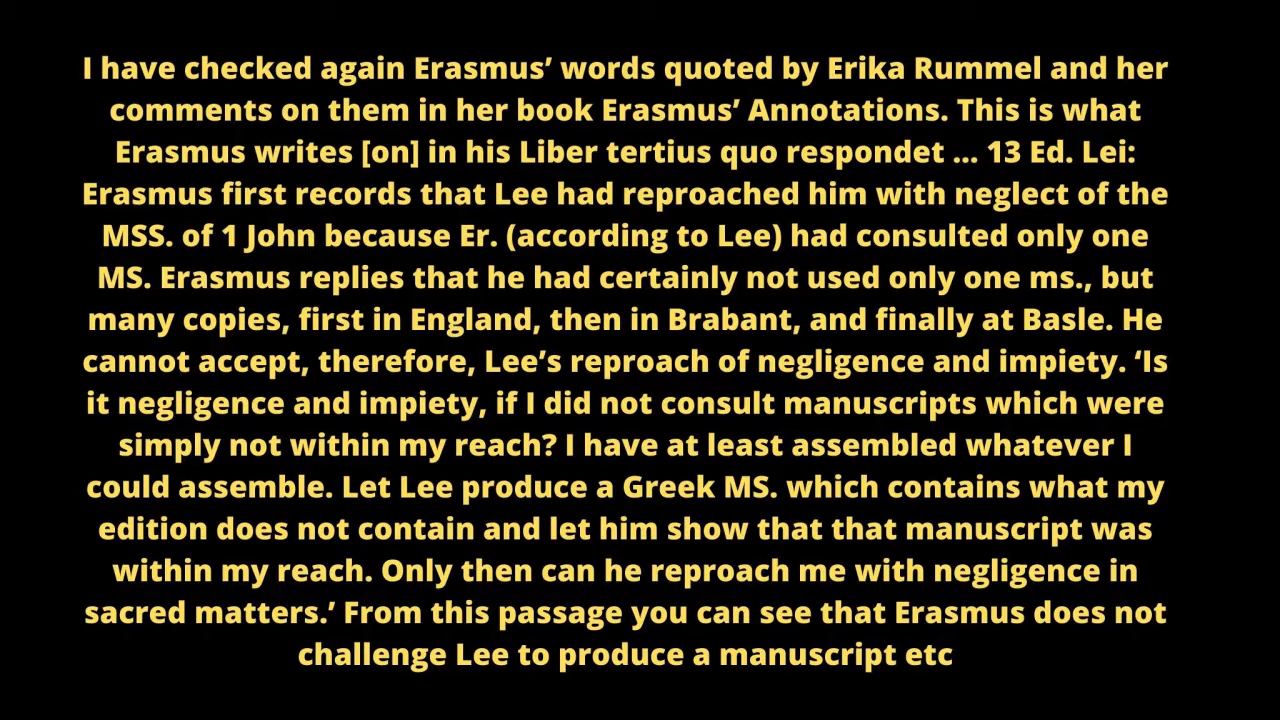 I have checked again Erasmus’ words quoted by Erika Rummel and her
comments on them in her book Erasmus’ Annotations. This is what
Erasmus writes [on] in his Liber tertius quo respondet ... 13 Ed. Lei:
Erasmus first records that Lee had reproached him with neglect of the
MSS. of 1 John because Er. (according to Lee) had consulted only one
MS. Erasmus replies that he had certainly not used only one ms., but
many copies, first in England, then in Brabant, and finally at Basle. He
cannot accept, therefore, Lee’s reproach of negligence and impiety. ‘Is
it negligence and impiety, if I did not consult manuscripts which were
simply not within my reach? I have at least assembled whatever I
could assemble. Let Lee produce a Greek MS. which contains what my
edition does not contain and let him show that that manuscript was
within my reach. Only then can he reproach me with negligence in
sacred matters.’ From this passage you can see that Erasmus does not
challenge Lee to produce a manuscript etc